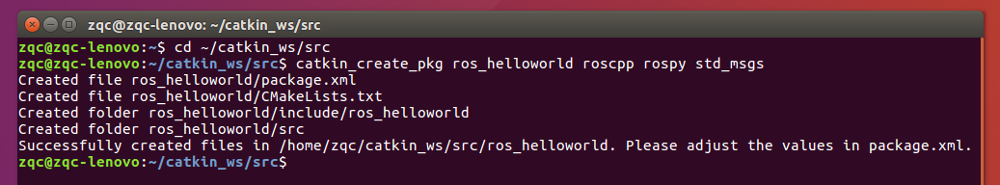 zqc@zqc-lenovo: ~/catkin_ws/src
zqc@zqc-lenovo:~$ cd ~/catkin_ws/src
zqc@zqc-lenovo:~/catkin_ws/src$ catkin_create_pkg ros_helloworld roscpp rospy std_msgs
Created file ros_helloworld/package.xml
Created file ros_helloworld/CMakeLists.txt
Created folder ros_helloworld/include/ros_helloworld
Created folder ros_helloworld/src
Successfully created files in /home/zqc/catkin_ws/src/ros_helloworld. Please adjust the values in package.xml.
zqc@zqc-lenovo:~/catkin_ws/src$